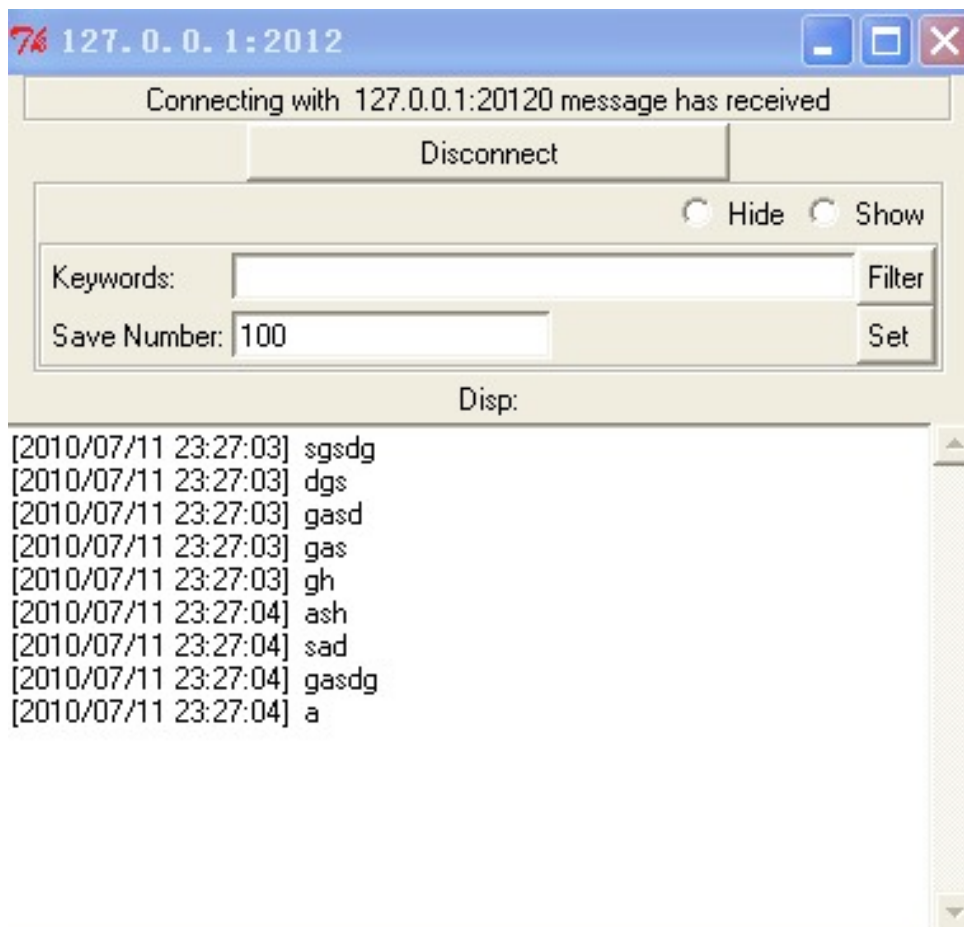 127.0.0.1:2012
Connecting with 127.0.0.1:20120 message has received
Disconnect
Hide Show
Keywords: Filter
Save Number: 100 Set
Disp:
[2010/07/11 23:27:03] sgsdg
[2010/07/11 23:27:03] dgs
[2010/07/11 23:27:03] gasd
[2010/07/11 23:27:03] gas
[2010/07/11 23:27:03] gh
[2010/07/11 23:27:04] ash
[2010/07/11 23:27:04] sad
[2010/07/11 23:27:04] gasdg
[2010/07/11 23:27:04] a